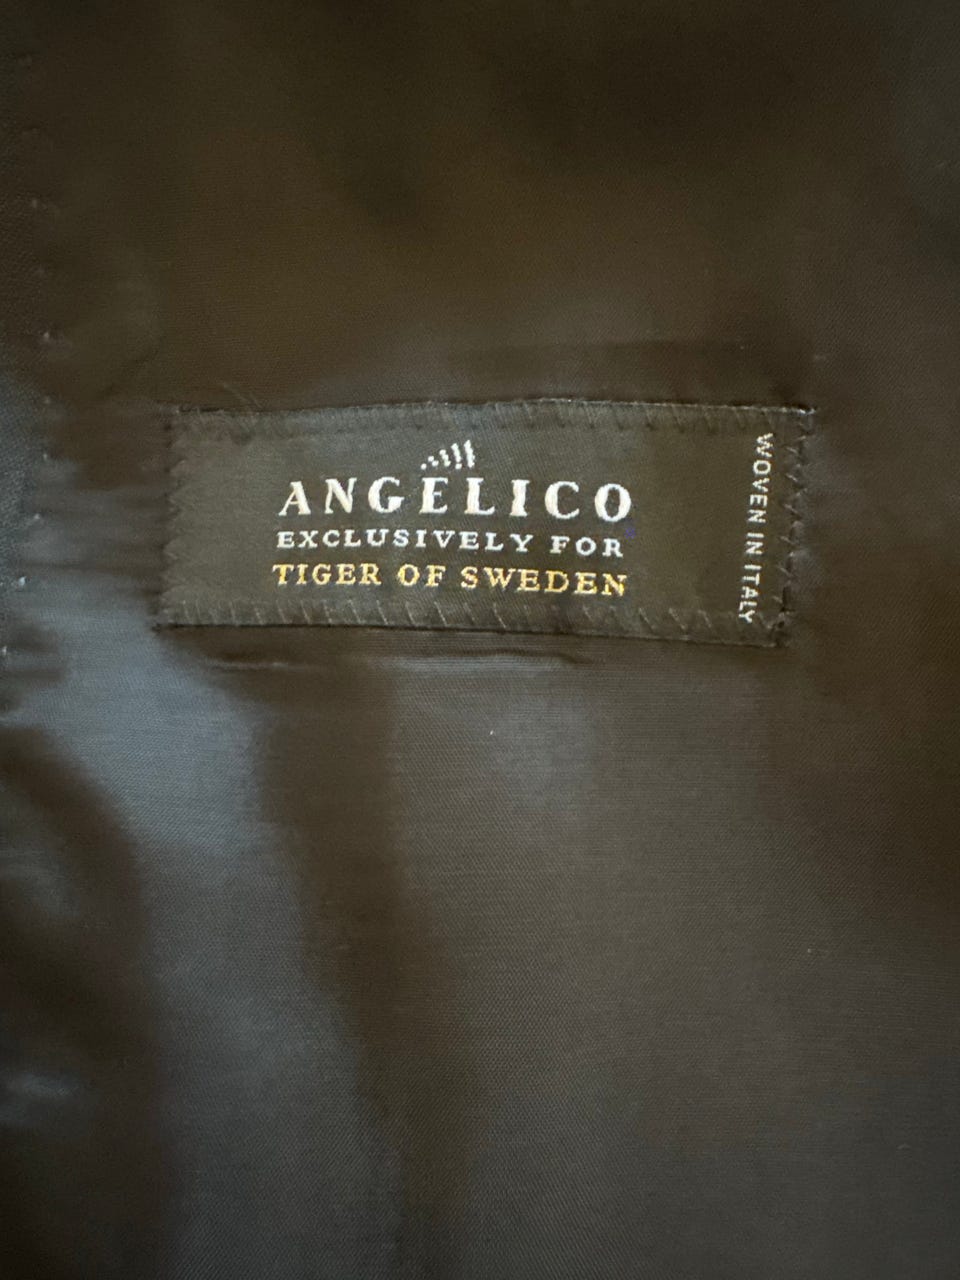 ANGELICO
EXCLUSIVELY FOR
TIGER OF SWEDEN
WOVEN IN ITALY